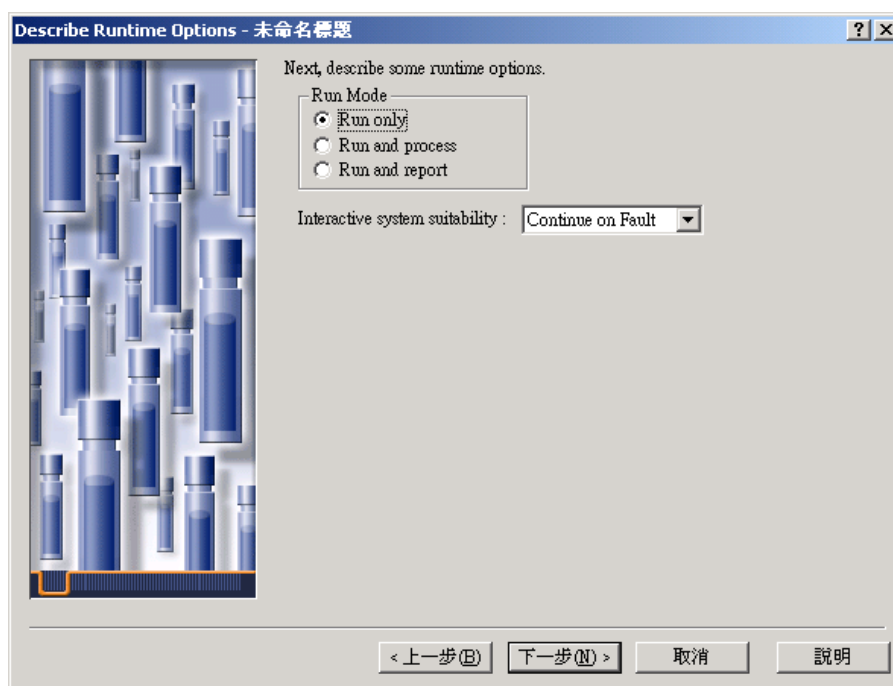 Describe Runtime Options - 未命名標題
Next, describe some runtime options.
Run Mode
Run only
Run and process
Run and report
Interactive system suitability : Continue on Fault
<上一步(B) 下一步(N)> 取消 說明